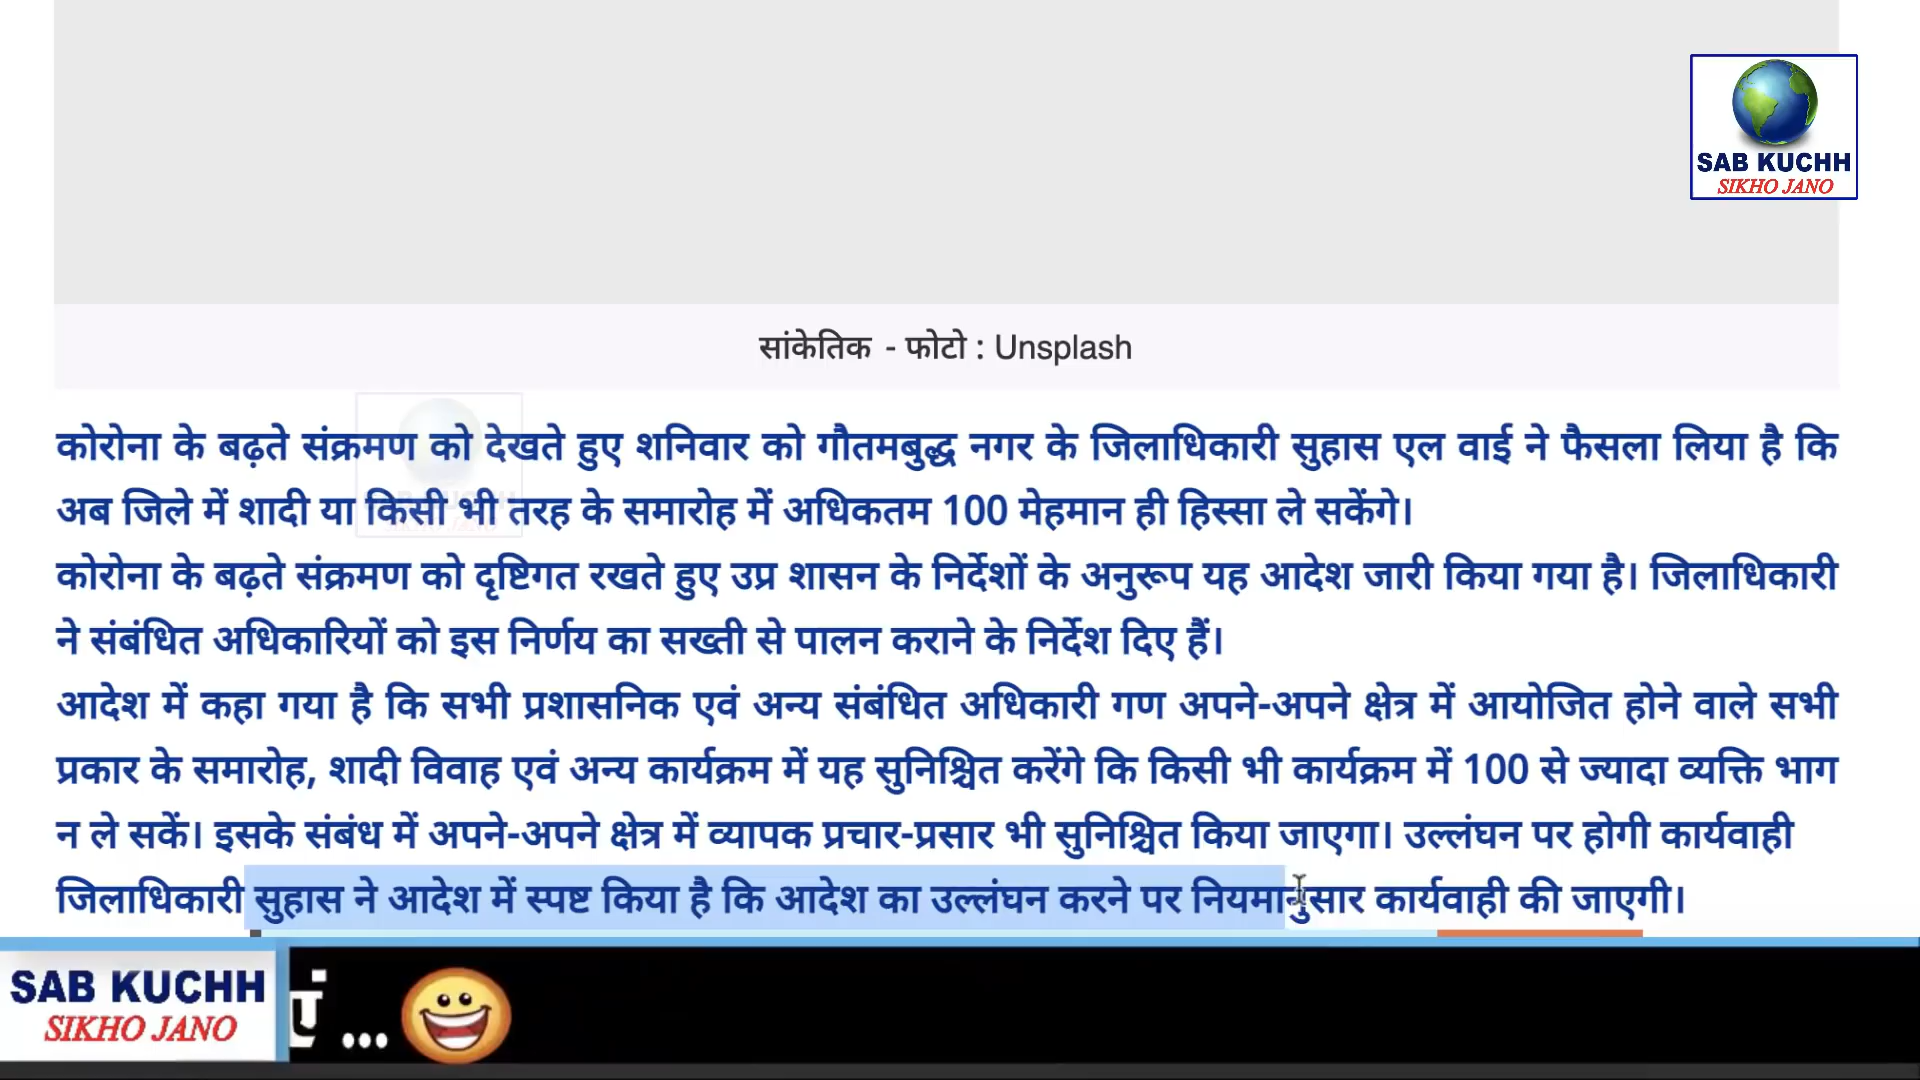 SAB KUCHH
SIKHO JANO
सांकेतिक - फोटो : Unsplash
कोरोना के बढ़ते संक्रमण को देखते हुए शनिवार को गौतमबुद्ध नगर के जिलाधिकारी सुहास एल वाई ने फैसला लिया है कि
अब जिले में शादी या किसी भी तरह के समारोह में अधिकतम 100 मेहमान ही हिस्सा ले सकेंगे।
कोरोना के बढ़ते संक्रमण को दृष्टिगत रखते हुए उप्र शासन के निर्देशों के अनुरूप यह आदेश जारी किया गया है। जिलाधिकारी
ने संबंधित अधिकारियों को इस निर्णय का सख्ती से पालन कराने के निर्देश दिए हैं।
आदेश में कहा गया है कि सभी प्रशासनिक एवं अन्य संबंधित अधिकारी गण अपने-अपने क्षेत्र में आयोजित होने वाले सभी
प्रकार के समारोह, शादी विवाह एवं अन्य कार्यक्रम में यह सुनिश्चित करेंगे कि किसी भी कार्यक्रम में 100 से ज्यादा व्यक्ति भाग
न ले सकें। इसके संबंध में अपने-अपने क्षेत्र में व्यापक प्रचार-प्रसार भी सुनिश्चित किया जाएगा। उल्लंघन पर होगी कार्यवाही
जिलाधिकारी सुहास ने आदेश में स्पष्ट किया है कि आदेश का उल्लंघन करने पर नियमानुसार कार्यवाही की जाएगी।
SAB KUCHH
SIKHO JANO
...